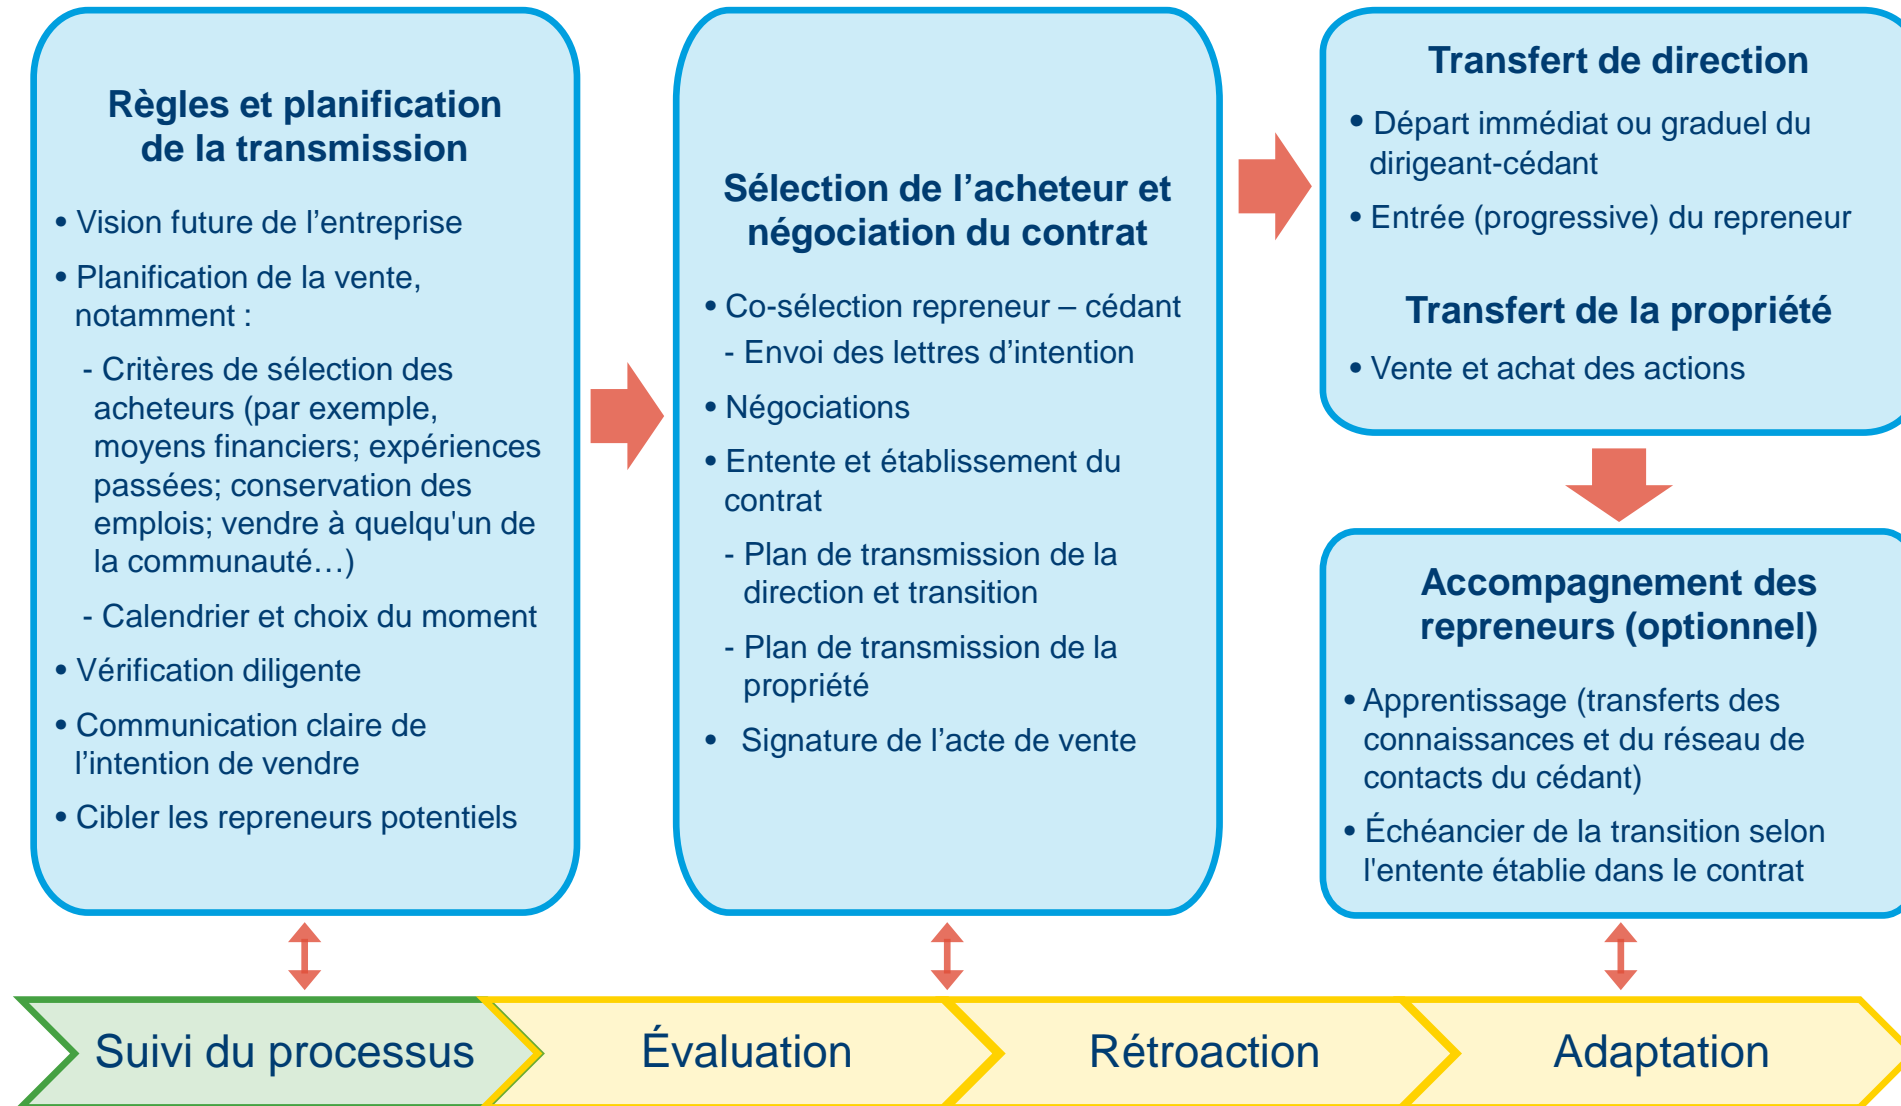 Règles et planification
de la transmission
• Vision future de l’entreprise
• Planification de la vente,
notamment :
- Critères de sélection des
acheteurs (par exemple,
moyens financiers; expériences
passées; conservation des
emplois; vendre à quelqu'un de
la communauté…)
- Calendrier et choix du moment
• Vérification diligente
• Communication claire de
l’intention de vendre
• Cibler les repreneurs potentiels
Sélection de l’acheteur et
négociation du contrat
• Co-sélection repreneur – cédant
- Envoi des lettres d’intention
• Négociations
• Entente et établissement du
contrat
- Plan de transmission de la
direction et transition
- Plan de transmission de la
propriété
• Signature de l’acte de vente
Transfert de direction
• Départ immédiat ou graduel du
dirigeant-cédant
• Entrée (progressive) du repreneur
Transfert de la propriété
• Vente et achat des actions
Accompagnement des
repreneurs (optionnel)
• Apprentissage (transferts des
connaissances et du réseau de
contacts du cédant)
• Échéancier de la transition selon
l'entente établie dans le contrat
Suivi du processus
Évaluation
Rétroaction
Adaptation